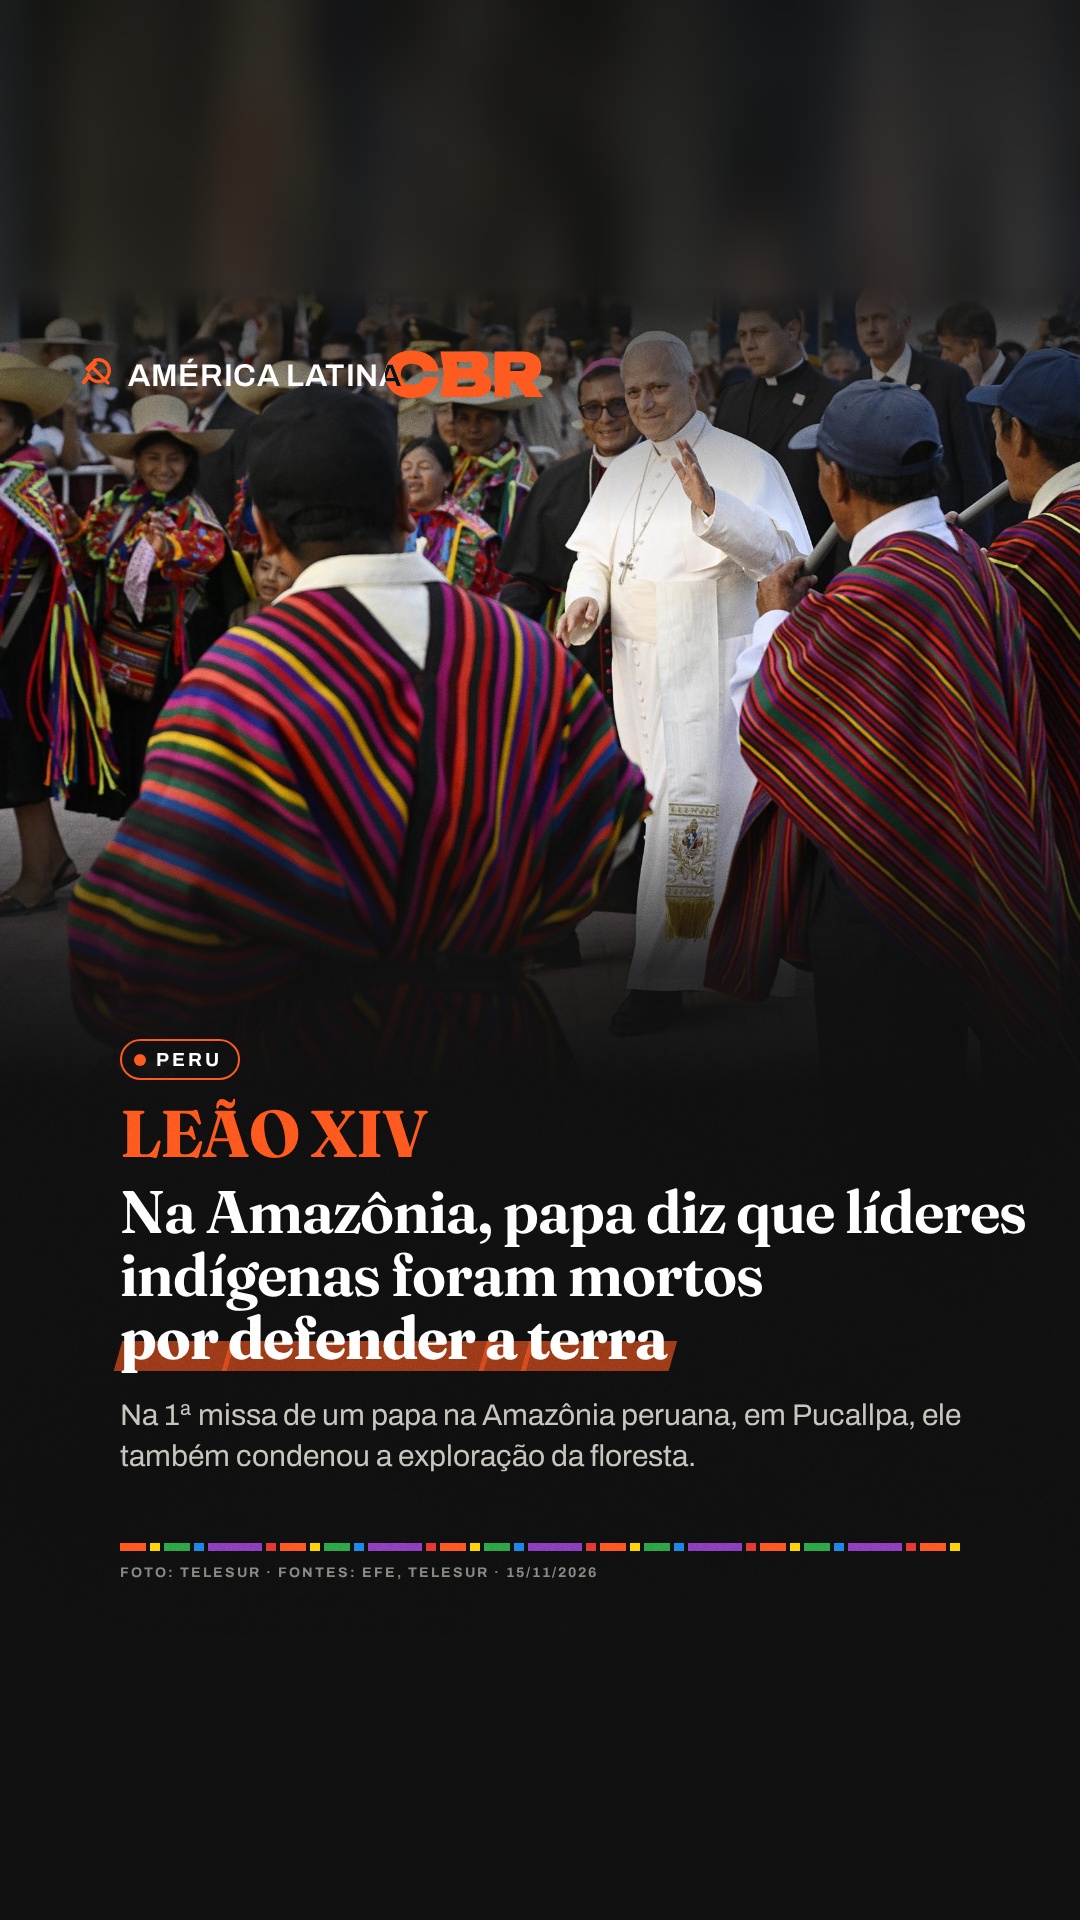 AMÉRICA LATINA CBR
PERU
LEÃO XIV
Na Amazônia, papa diz que líderes
indígenas foram mortos
por defender a terra
Na 1ª missa de um papa na Amazônia peruana, em Pucallpa, ele
também condenou a exploração da floresta.
FOTO: TELESUR · FONTES: EFE, TELESUR · 15/11/2026